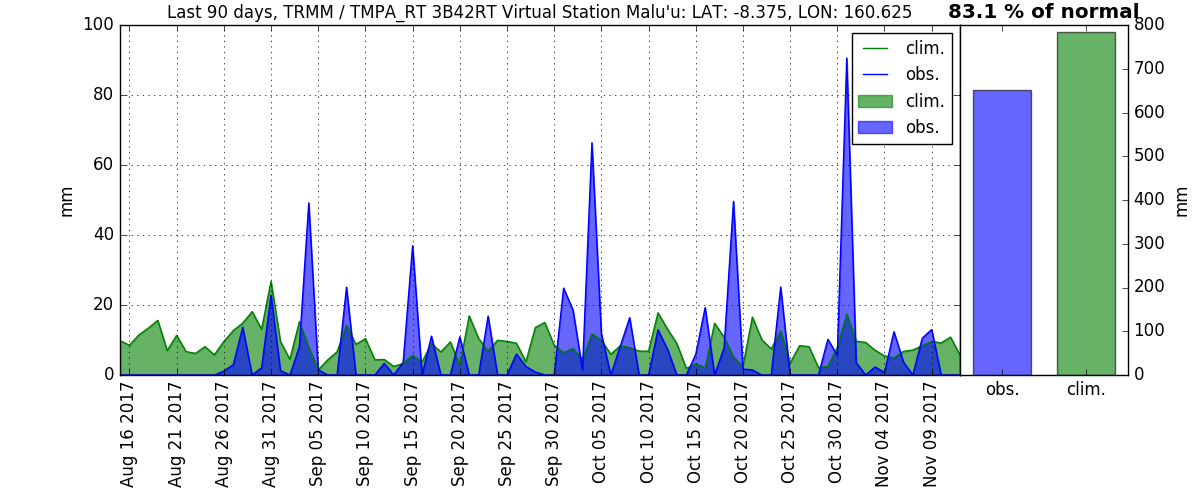 Last 90 days, TRMM / TMPA_RT 3B42RT Virtual Station Malu'u: LAT: -8.375, LON: 160.625
83.1 % of normal
100
80
60
40
20
0
mm
clim.
obs.
clim.
obs.
800
700
600
500
400
300
200
100
0
mm
obs.
clim.
Aug 16 2017
Aug 21 2017
Aug 26 2017
Aug 31 2017
Sep 05 2017
Sep 10 2017
Sep 15 2017
Sep 20 2017
Sep 25 2017
Sep 30 2017
Oct 05 2017
Oct 10 2017
Oct 15 2017
Oct 20 2017
Oct 25 2017
Oct 30 2017
Nov 04 2017
Nov 09 2017